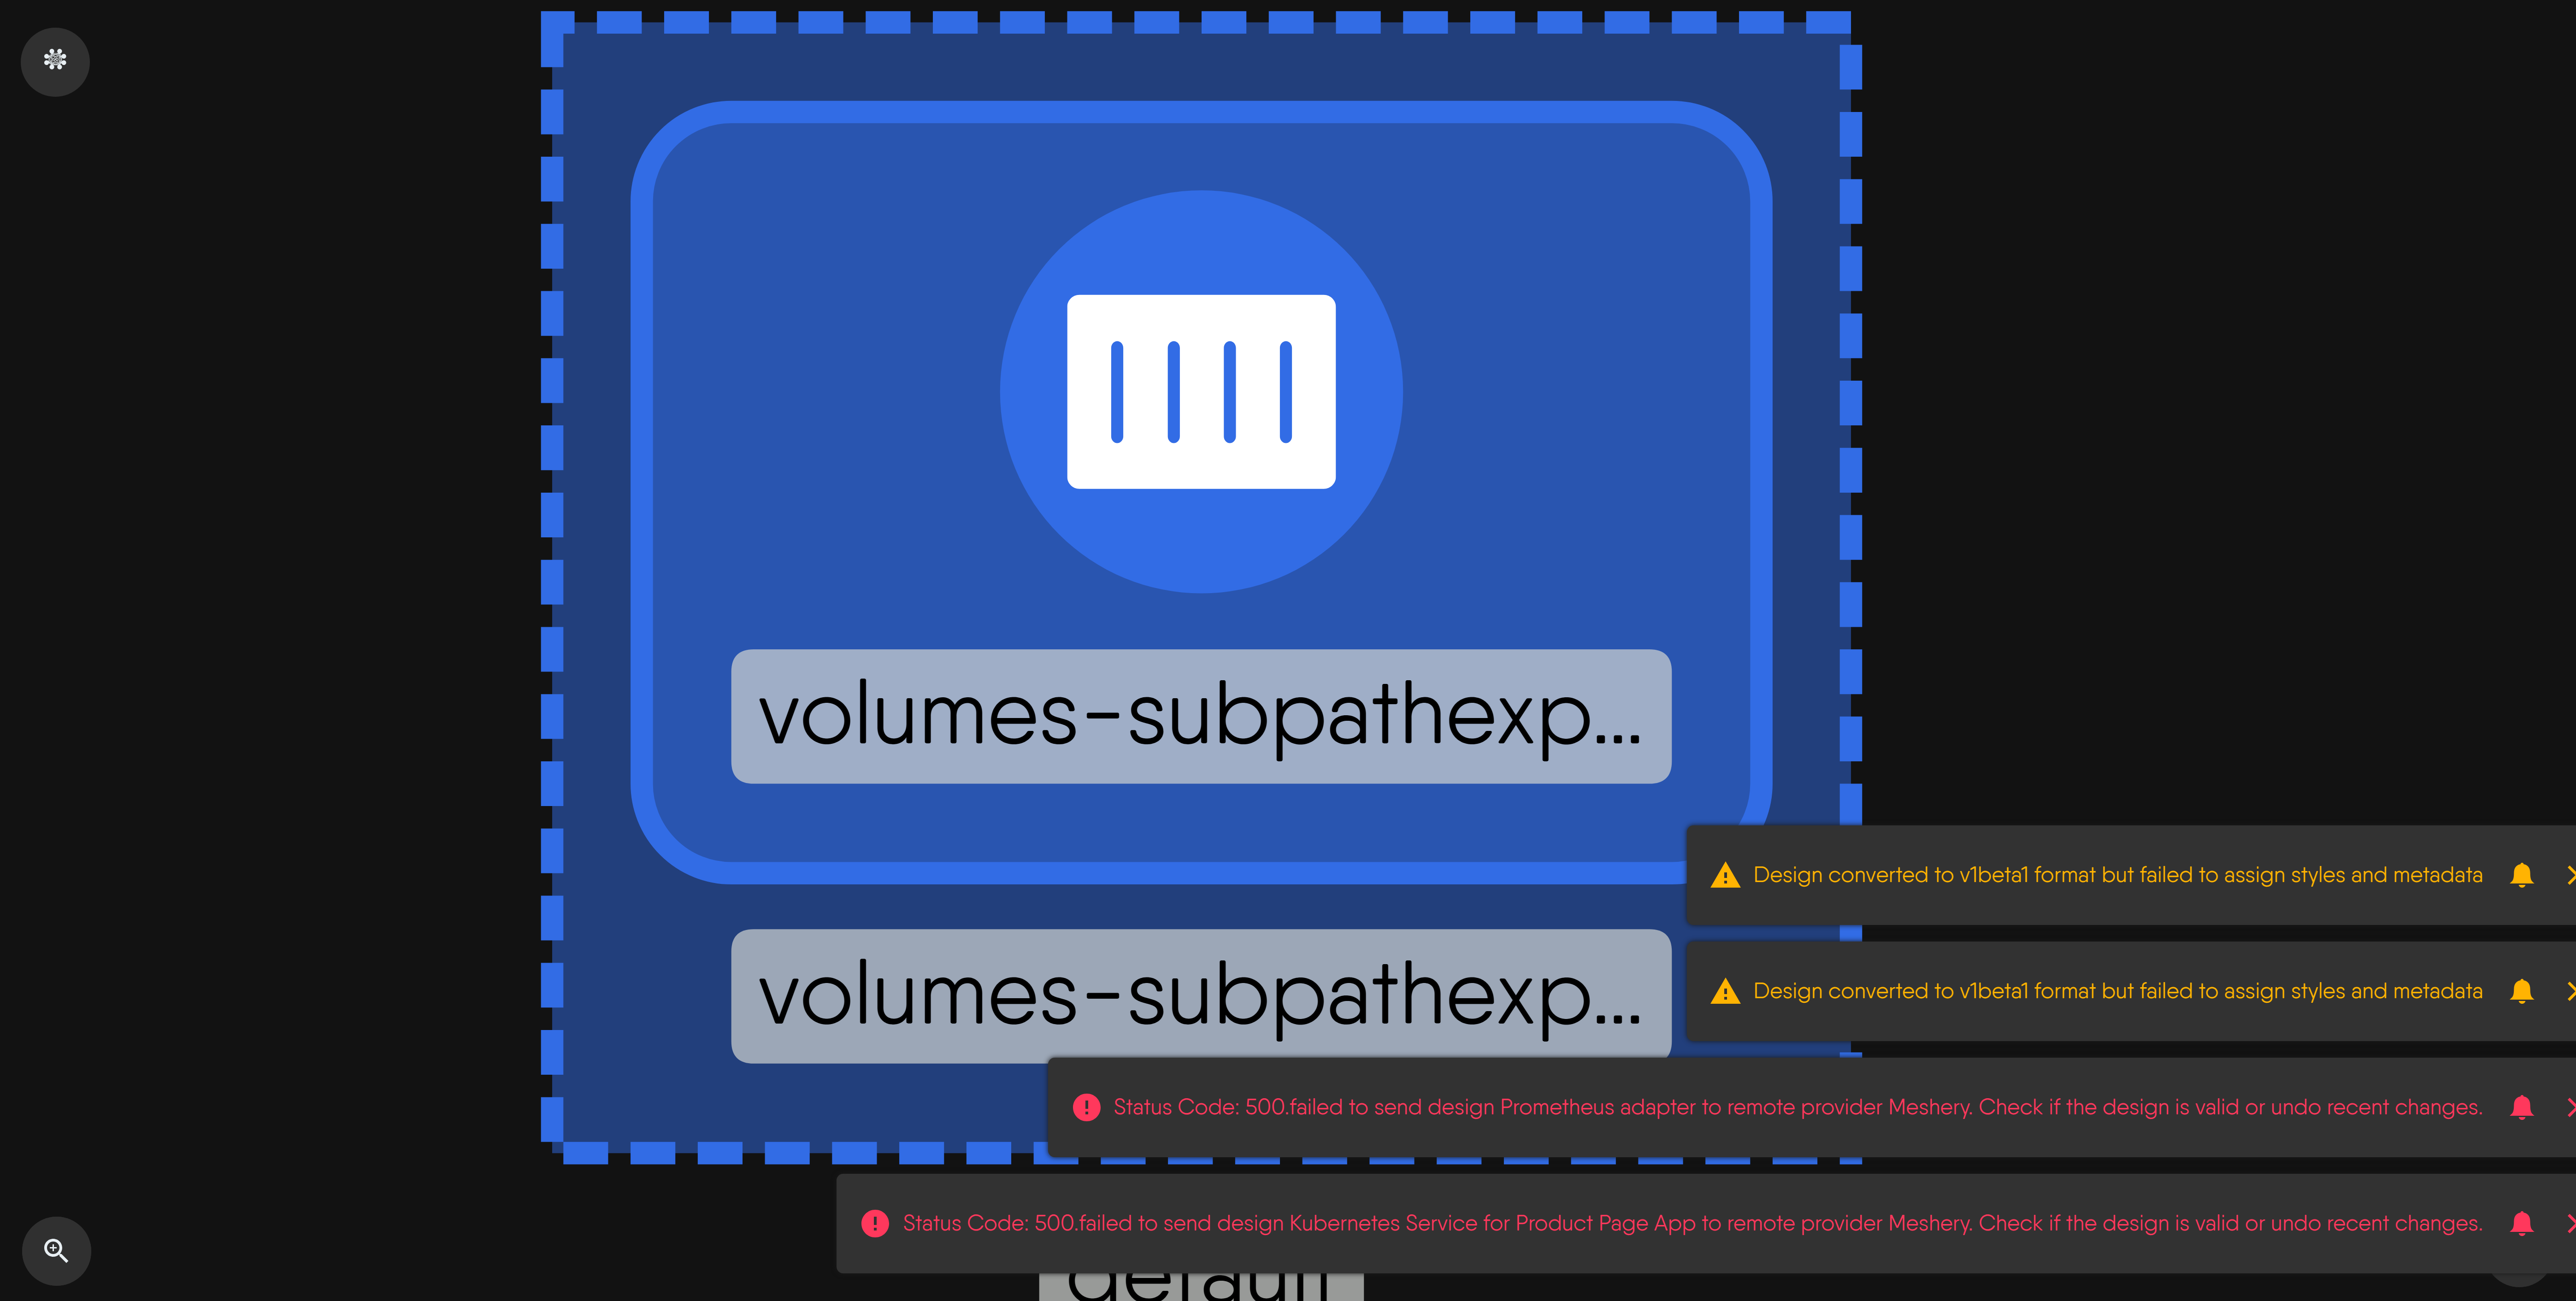 volumes-subpathexp...
Design converted to v1beta1 format but failed to assign styles and metadata
volumes-subpathexp...
Design converted to v1beta1 format but failed to assign styles and metadata
Status Code: 500.failed to send design Prometheus adapter to remote provider Meshery. Check if the design is valid or undo recent changes.
Status Code: 500.failed to send design Kubernetes Service for Product Page App to remote provider Meshery. Check if the design is valid or undo recent changes.
default